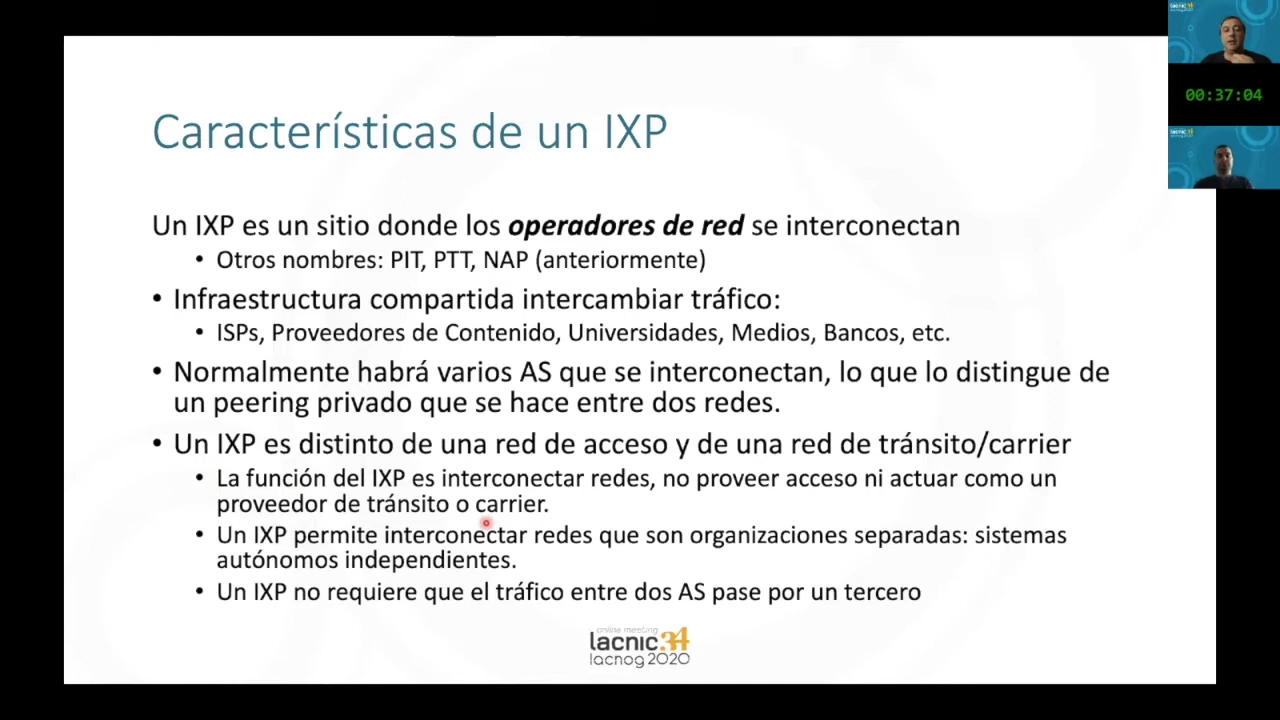 Características de un IXP
Un IXP es un sitio donde los operadores de red se interconectan
• Otros nombres: PIT, PTT, NAP (anteriormente)
• Infraestructura compartida intercambiar tráfico:
• ISPs, Proveedores de Contenido, Universidades, Medios, Bancos, etc.
• Normalmente habrá varios AS que se interconectan, lo que lo distingue de
un peering privado que se hace entre dos redes.
• Un IXP es distinto de una red de acceso y de una red de tránsito/carrier
• La función del IXP es interconectar redes, no proveer acceso ni actuar como un
proveedor de tránsito o carrier.
• Un IXP permite interconectar redes que son organizaciones separadas: sistemas
autónomos independientes.
• Un IXP no requiere que el tráfico entre dos AS pase por un tercero
online meeting
lacnic34
lacnog2020
00:37:04